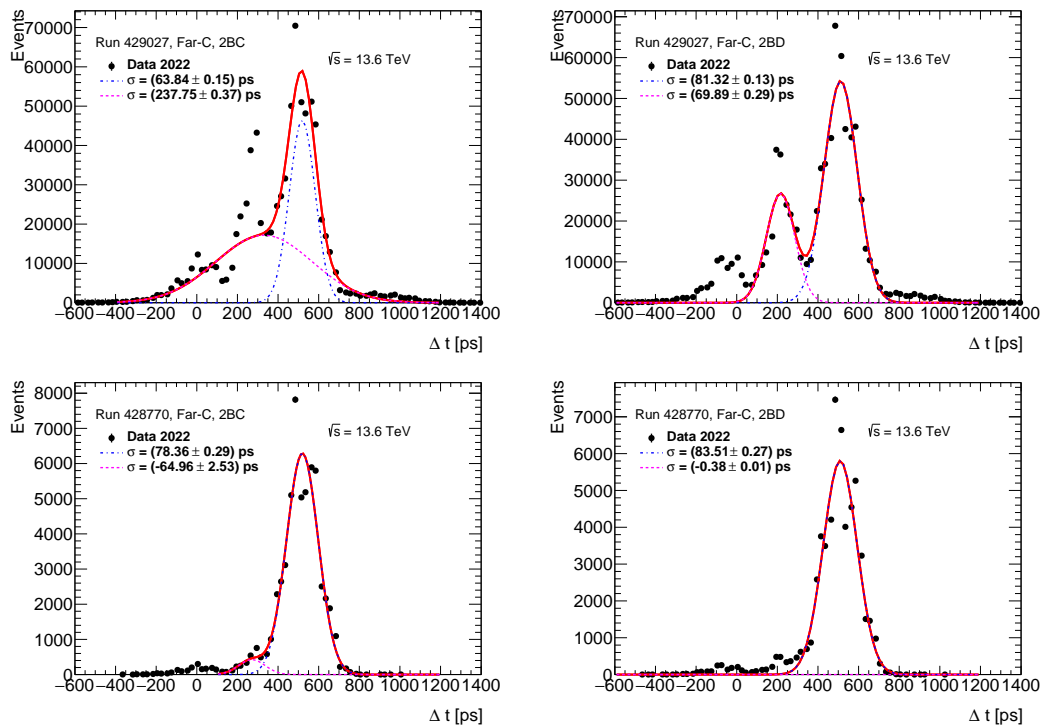 Events
70000
60000
50000
40000
30000
20000
10000
0
Run 429027, Far-C, 2BC
Data 2022
σ = (63.84 ± 0.15) ps
σ = (237.75 ± 0.37) ps
√s = 13.6 TeV
−600 −400 −200 0 200 400 600 800 1000 1200 1400
Δ t [ps]
Events
70000
60000
50000
40000
30000
20000
10000
0
Run 429027, Far-C, 2BD
Data 2022
σ = (81.32 ± 0.13) ps
σ = (69.89 ± 0.29) ps
√s = 13.6 TeV
−600 −400 −200 0 200 400 600 800 1000 1200 1400
Δ t [ps]
Events
8000
7000
6000
5000
4000
3000
2000
1000
0
Run 428770, Far-C, 2BC
Data 2022
σ = (78.36 ± 0.29) ps
σ = (-64.96 ± 2.53) ps
√s = 13.6 TeV
−600 −400 −200 0 200 400 600 800 1000 1200 1400
Δ t [ps]
Events
7000
6000
5000
4000
3000
2000
1000
0
Run 428770, Far-C, 2BD
Data 2022
σ = (83.51 ± 0.27) ps
σ = (-0.38 ± 0.01) ps
√s = 13.6 TeV
−600 −400 −200 0 200 400 600 800 1000 1200 1400
Δ t [ps]